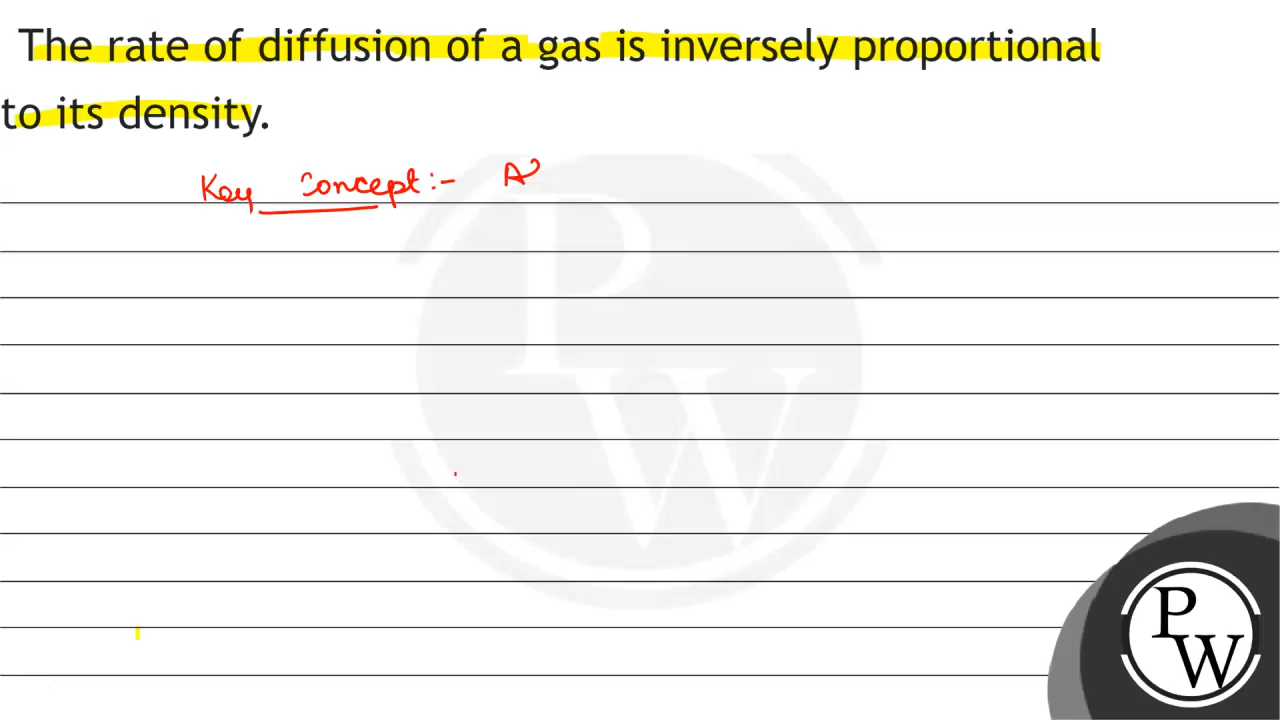 The rate of diffusion of a gas is inversely proportional
to its density.
Key Concept :-
P
W
P
W